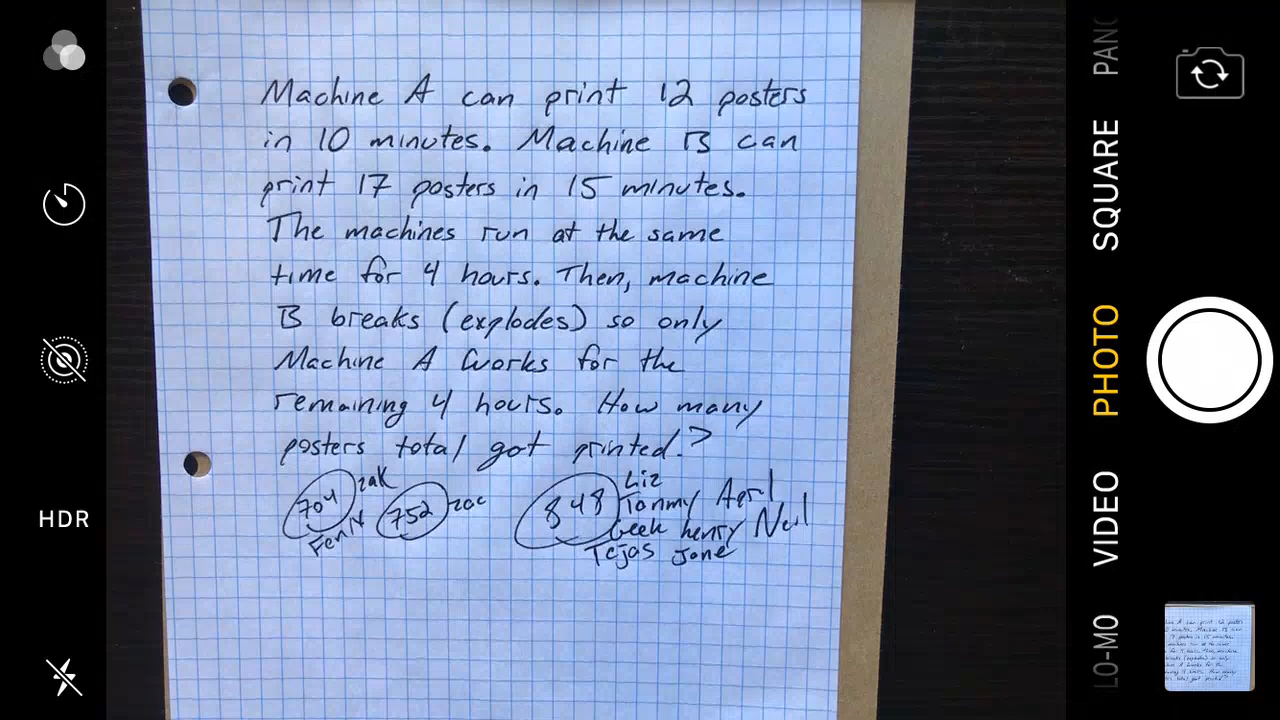 Machine A can print 12 posters
in 10 minutes. Machine B can
print 17 posters in 15 minutes.
The machines run at the same
time for 4 hours. Then, machine
B breaks (explodes) so only
Machine A works for the
remaining 4 hours. How many
posters total got printed?
704 zak
Fenix
752 zac
848 Liz
Tommy April
Geek henry Neil
Tejas Jone
HDR
LO-MO
VIDEO
PHOTO
SQUARE
PANO